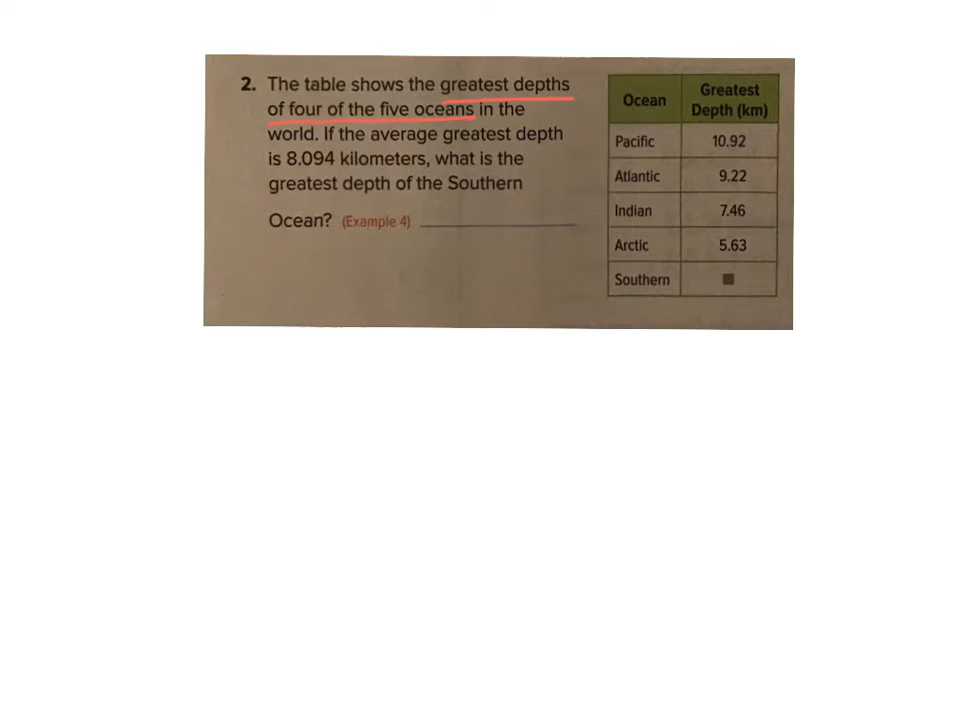 2. The table shows the greatest depths
of four of the five oceans in the
world. If the average greatest depth
is 8.094 kilometers, what is the
greatest depth of the Southern
Ocean? (Example 4)
Ocean Greatest Depth (km)
Pacific 10.92
Atlantic 9.22
Indian 7.46
Arctic 5.63
Southern